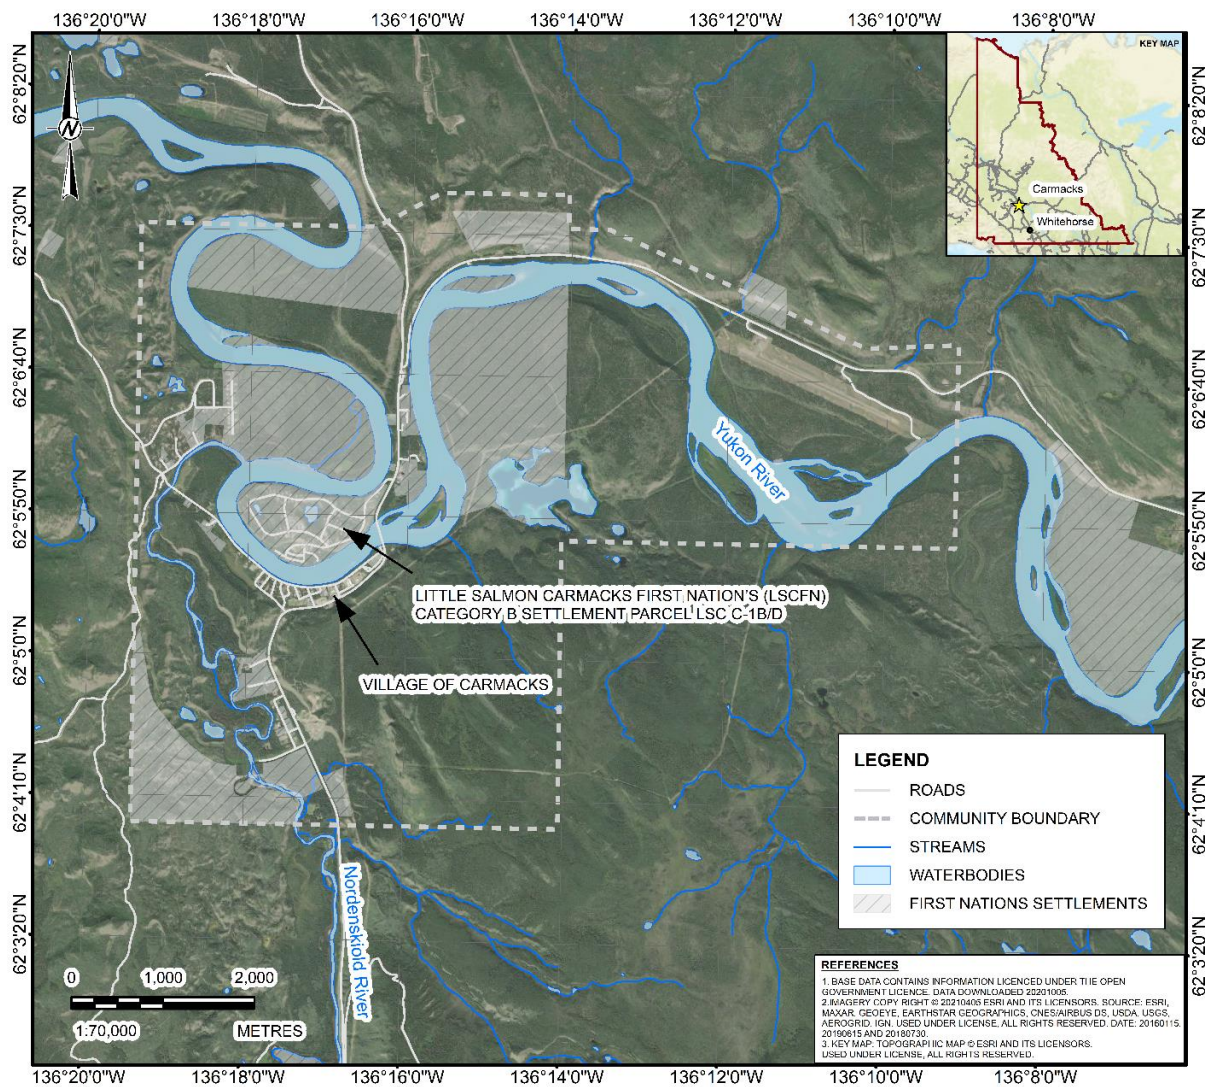 136°20'0"W 136°18'0"W 136°16'0"W 136°14'0"W 136°12'0"W 136°10'0"W 136°8'0"W
62°8'20"N
62°7'30"N
62°6'40"N
62°5'50"N
62°5'0"N
62°4'10"N
62°3'20"N
N
KEY MAP
Carmacks
Whitehorse
62°8'20"N
62°7'30"N
62°6'40"N
62°5'50"N
62°5'0"N
62°4'10"N
62°3'20"N
Yukon River
LITTLE SALMON CARMACKS FIRST NATION'S (LSCFN)
CATEGORY B SETTLEMENT PARCEL LSC C-1B/D
VILLAGE OF CARMACKS
Nordenskiold River
LEGEND
ROADS
COMMUNITY BOUNDARY
STREAMS
WATERBODIES
FIRST NATIONS SETTLEMENTS
0 1,000 2,000
1:70,000 METRES
REFERENCES
1. BASE DATA CONTAINS INFORMATION LICENCED UNDER THE OPEN
GOVERNMENT LICENCE. DATA DOWNLOADED 20201005.
2.IMAGERY COPY RIGHT © 20210405 ESRI AND ITS LICENSORS. SOURCE: ESRI,
MAXAR, GEOEYE, EARTHSTAR GEOGRAPHICS, CNES/AIRBUS DS, USDA, USGS,
AEROGRID, IGN. USED UNDER LICENSE, ALL RIGHTS RESERVED. DATE: 20160115,
20190615 AND 20180730.
3. KEY MAP: TOPOGRAPHIC MAP © ESRI AND ITS LICENSORS.
USED UNDER LICENSE, ALL RIGHTS RESERVED.
136°20'0"W 136°18'0"W 136°16'0"W 136°14'0"W 136°12'0"W 136°10'0"W 136°8'0"W